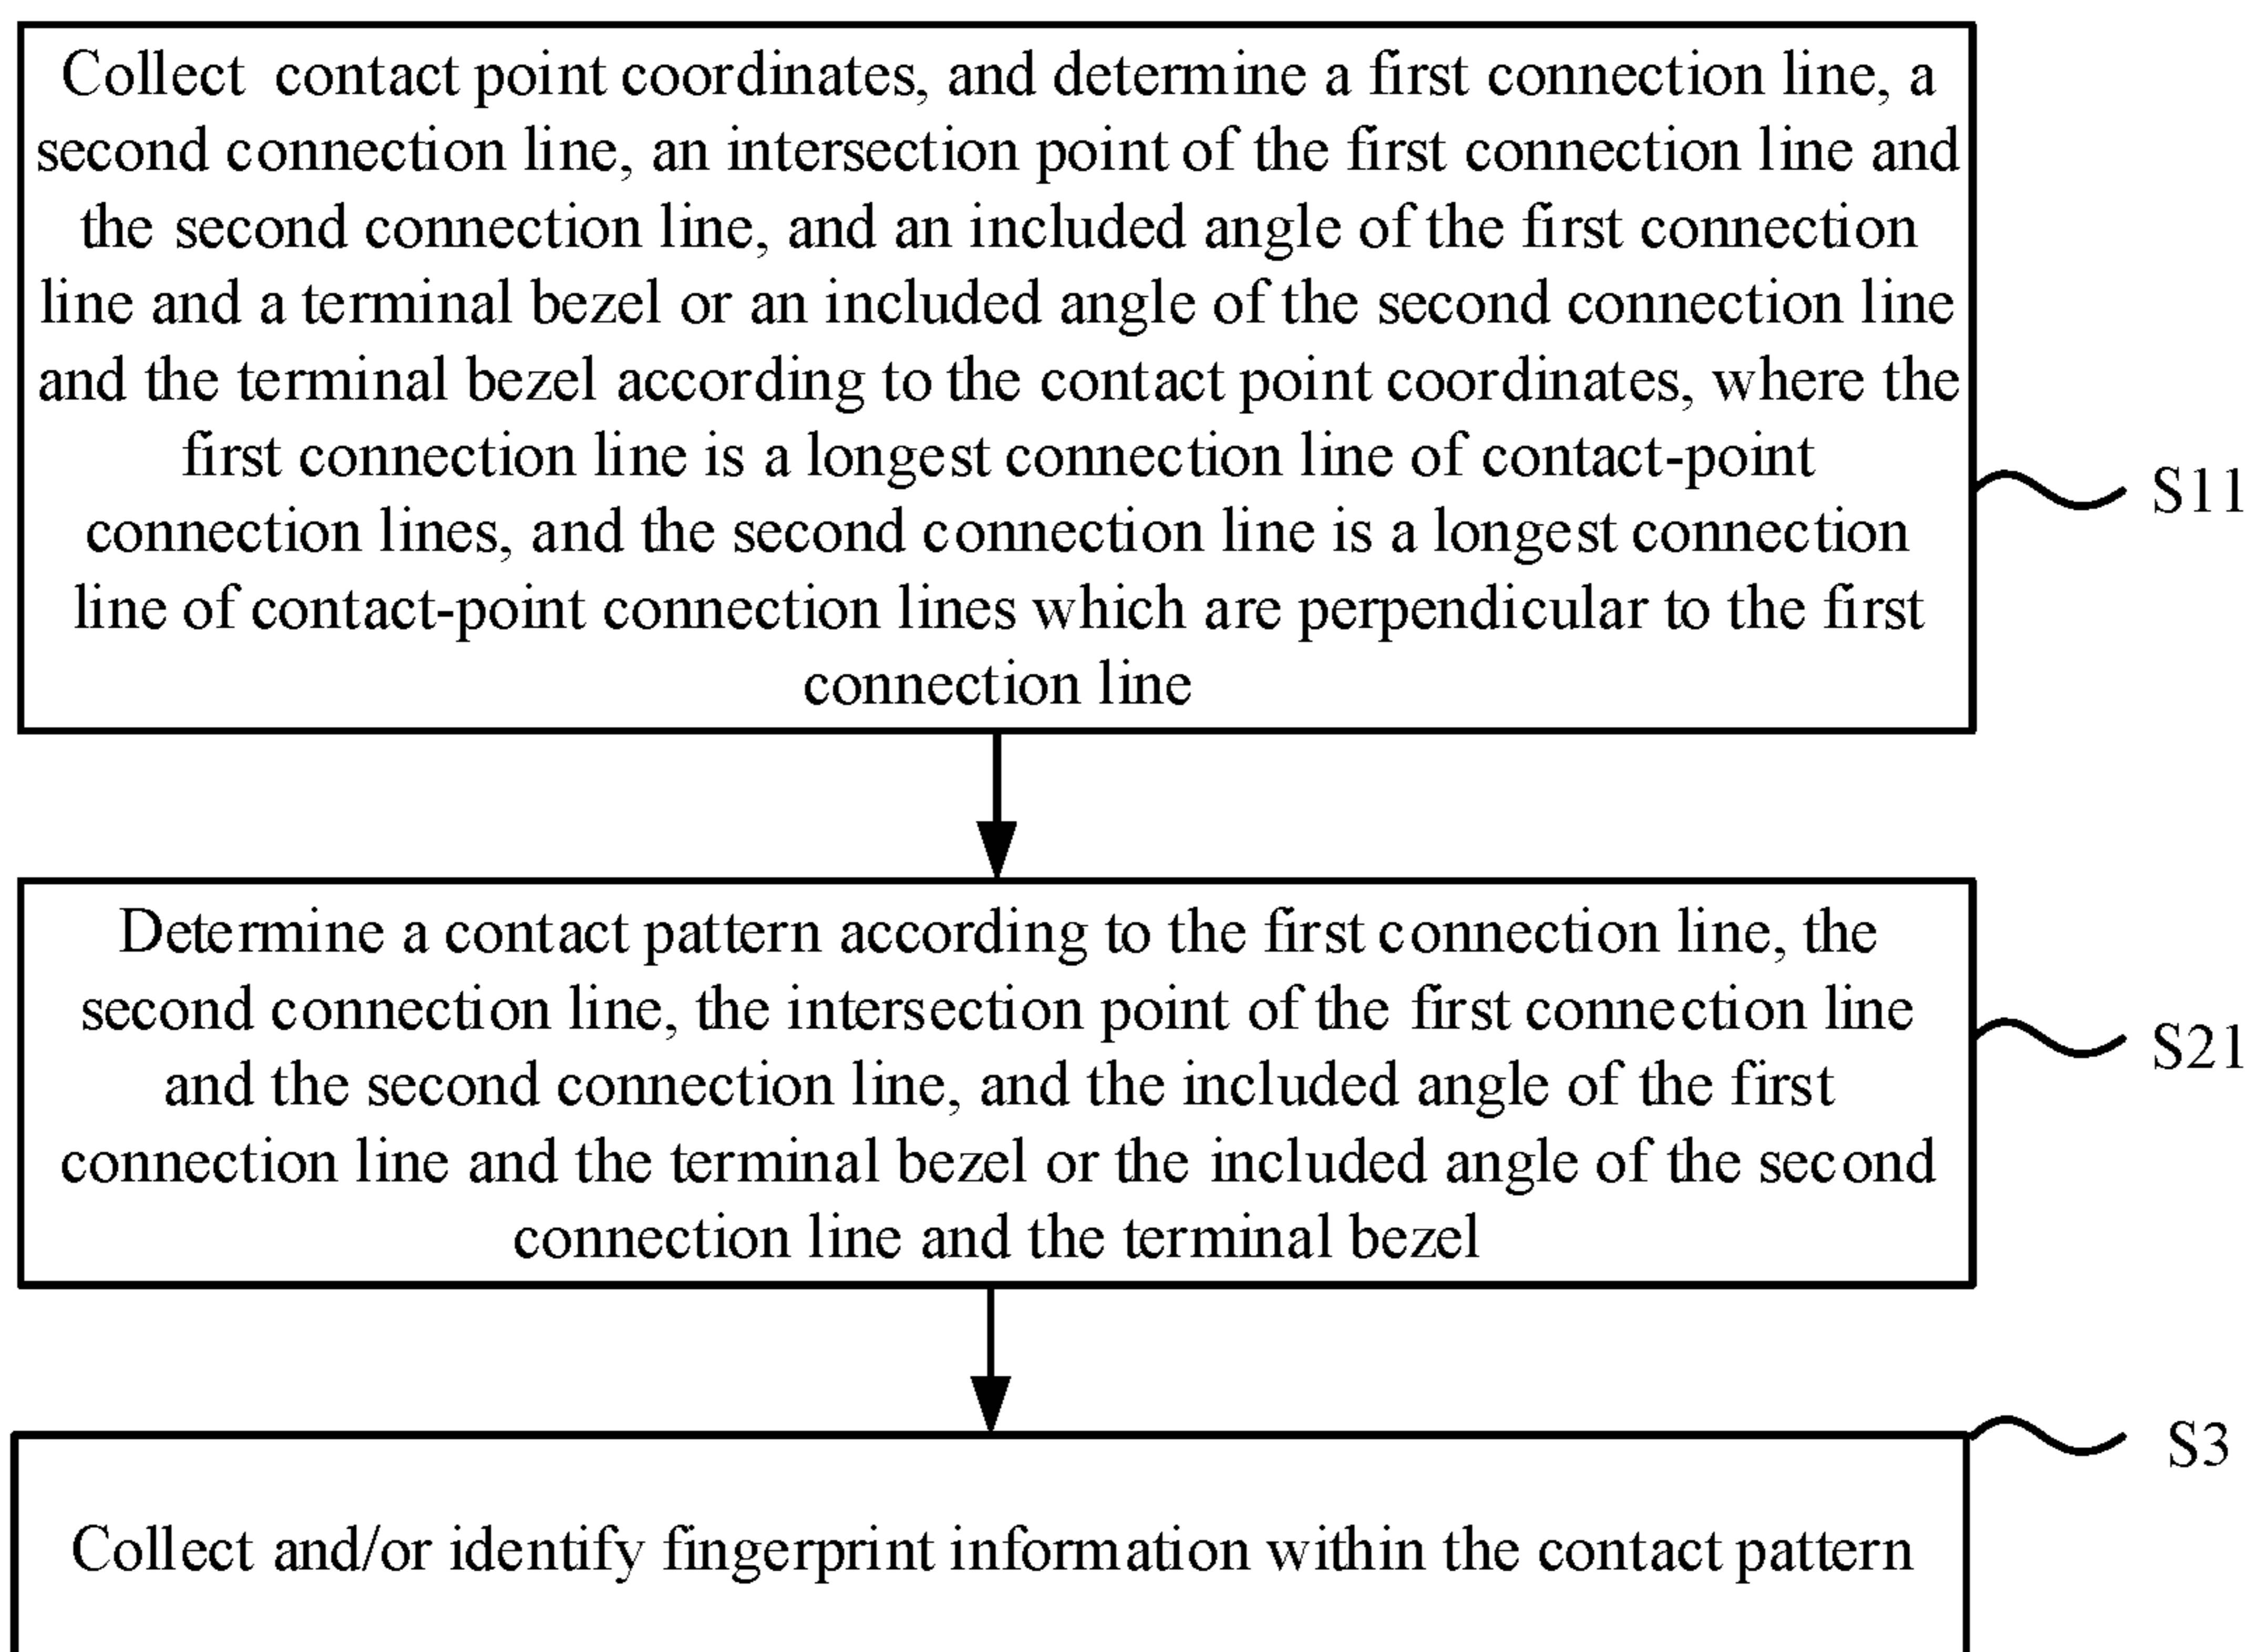 Collect contact point coordinates, and determine a first connection line, a
second connection line, an intersection point of the first connection line and
the second connection line, and an included angle of the first connection
line and a terminal bezel or an included angle of the second connection line
and the terminal bezel according to the contact point coordinates, where the
first connection line is a longest connection line of contact-point
connection lines, and the second connection line is a longest connection
line of contact-point connection lines which are perpendicular to the first
connection line
S11
Determine a contact pattern according to the first connection line, the
second connection line, the intersection point of the first connection line
and the second connection line, and the included angle of the first
connection line and the terminal bezel or the included angle of the second
connection line and the terminal bezel
S21
S3
Collect and/or identify fingerprint information within the contact pattern